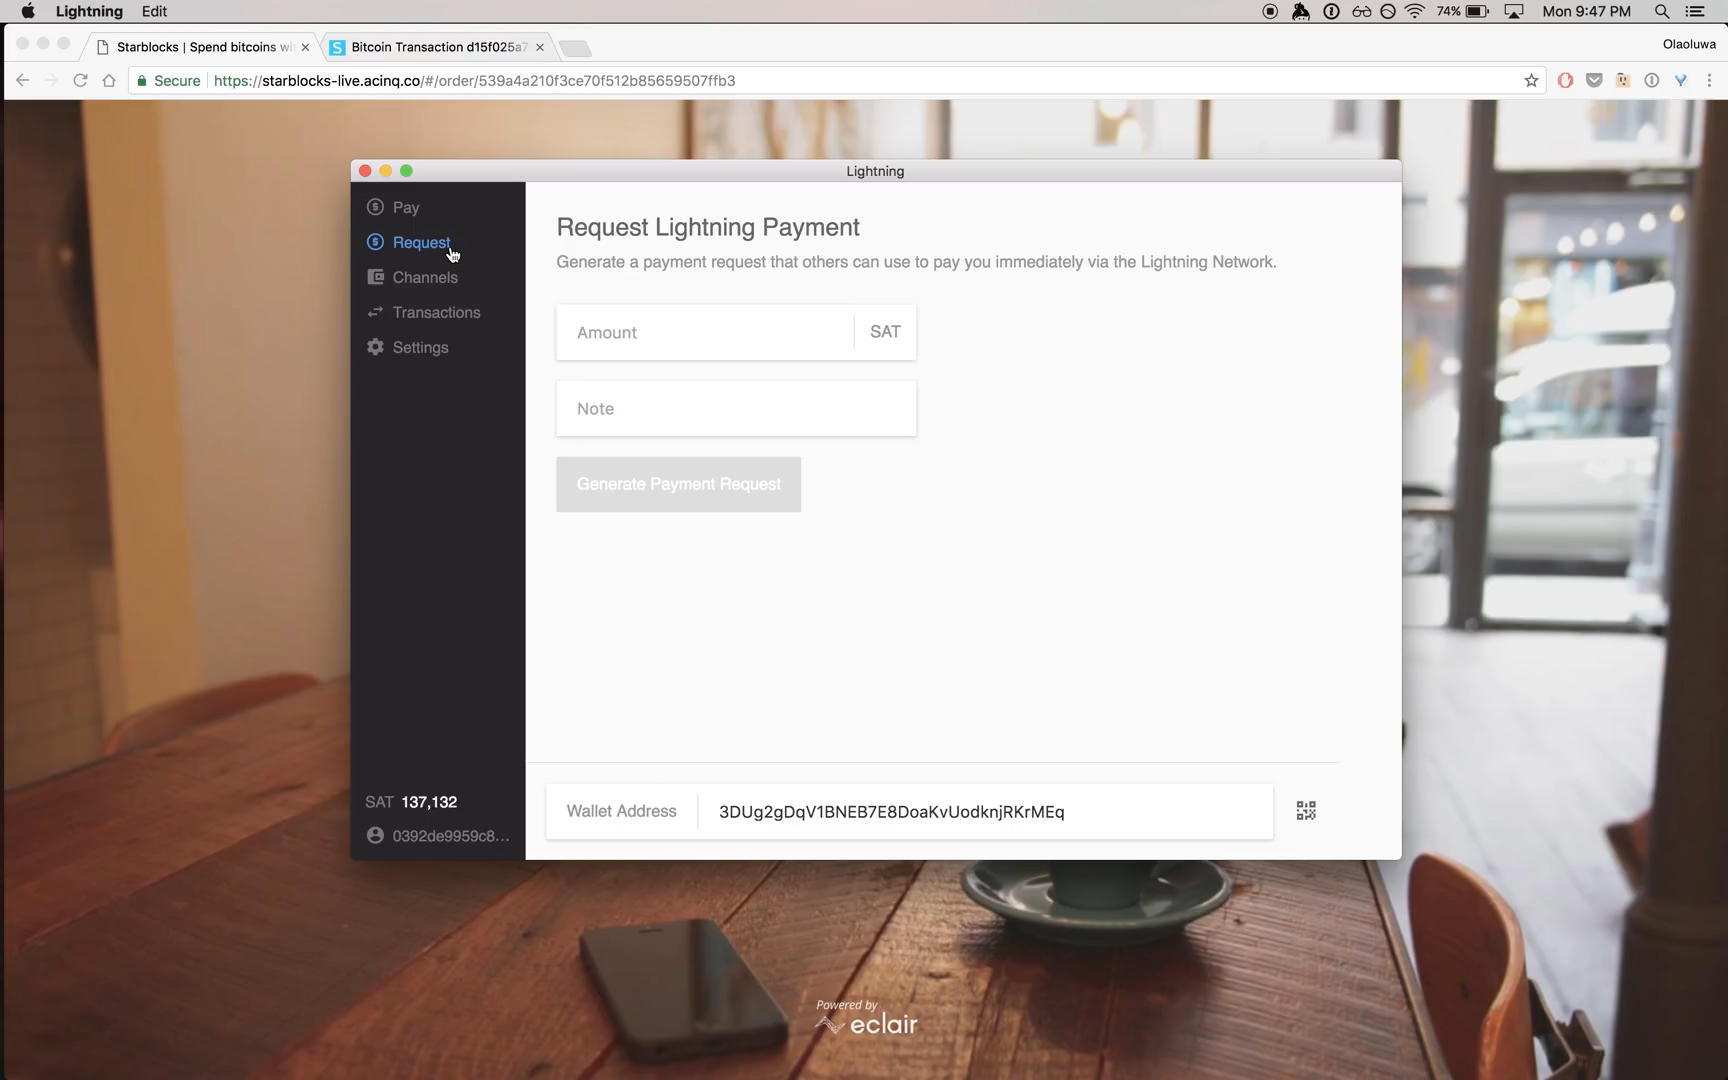 Lightning Edit 74% Mon 9:47 PM
Starblocks | Spend bitcoins wi Bitcoin Transaction d15f025a7 Olaoluwa
Secure https://starblocks-live.acinq.co/#/order/539a4a210f3ce70f512b85659507ffb3
Lightning
Pay
Request
Channels
Transactions
Settings
SAT 137,132
0392de9959c8...
Request Lightning Payment
Generate a payment request that others can use to pay you immediately via the Lightning Network.
Amount SAT
Note
Generate Payment Request
Wallet Address 3DUg2gDqV1BNEB7E8DoaKvUodknjRKrMEq
Powered by
eclair